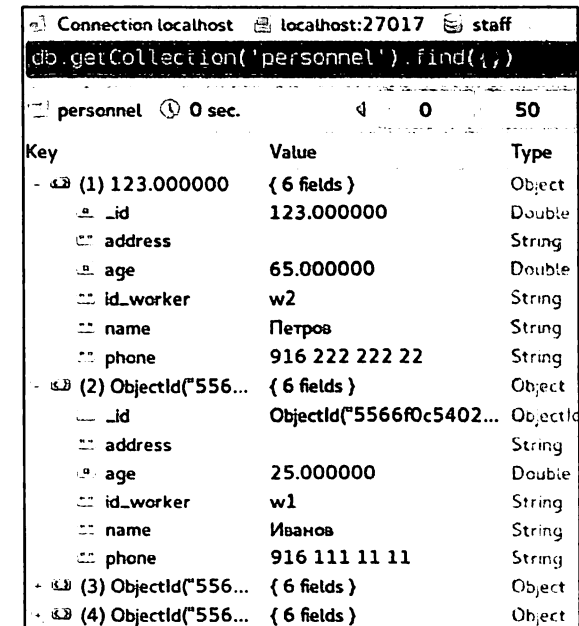 Connection localhost localhost:27017 staff
db.getCollection('personnel').find({})
personnel 0 sec. 0 50
Key Value Type
- (1) 123.000000 { 6 fields } Object
_id 123.000000 Double
address String
age 65.000000 Double
id_worker w2 String
name Петров String
phone 916 222 222 22 String
- (2) ObjectId("556... { 6 fields } Object
_id ObjectId("5566f0c5402... ObjectId
address String
age 25.000000 Double
id_worker w1 String
name Иванов String
phone 916 111 11 11 String
+ (3) ObjectId("556... { 6 fields } Object
+ (4) ObjectId("556... { 6 fields } Object